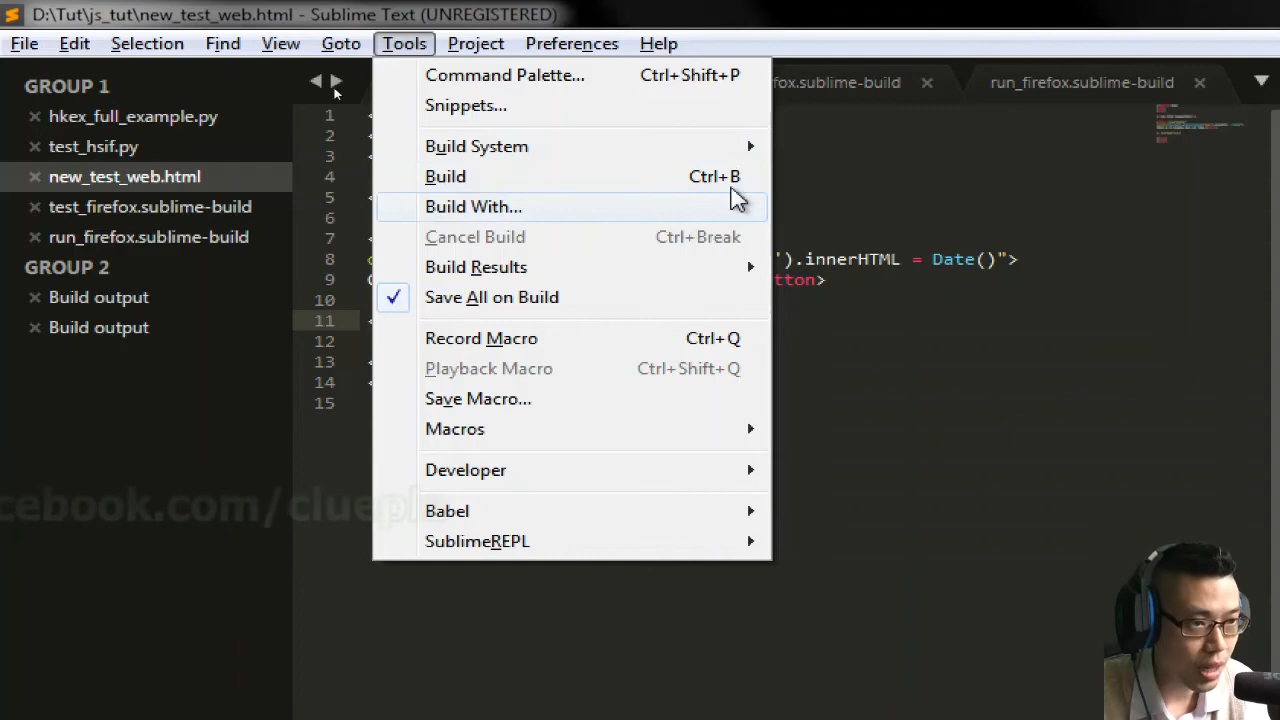 D:\Tut\js_tut\new_test_web.html - Sublime Text (UNREGISTERED)
File Edit Selection Find View Goto Tools Project Preferences Help
GROUP 1
hkex_full_example.py
test_hsif.py
new_test_web.html
test_firefox.sublime-build
run_firefox.sublime-build
GROUP 2
Build output
Build output
Command Palette... Ctrl+Shift+P
Snippets...
Build System
Build Ctrl+B
Build With...
Cancel Build Ctrl+Break
Build Results
Save All on Build
Record Macro Ctrl+Q
Playback Macro Ctrl+Shift+Q
Save Macro...
Macros
Developer
Babel
SublimeREPL
fox.sublime-build run_firefox.sublime-build
1
2
3
4
5
6
7
8 ').innerHTML = Date()">
9 tton>
10
11
12
13
14
15
cebook.com/cluepl